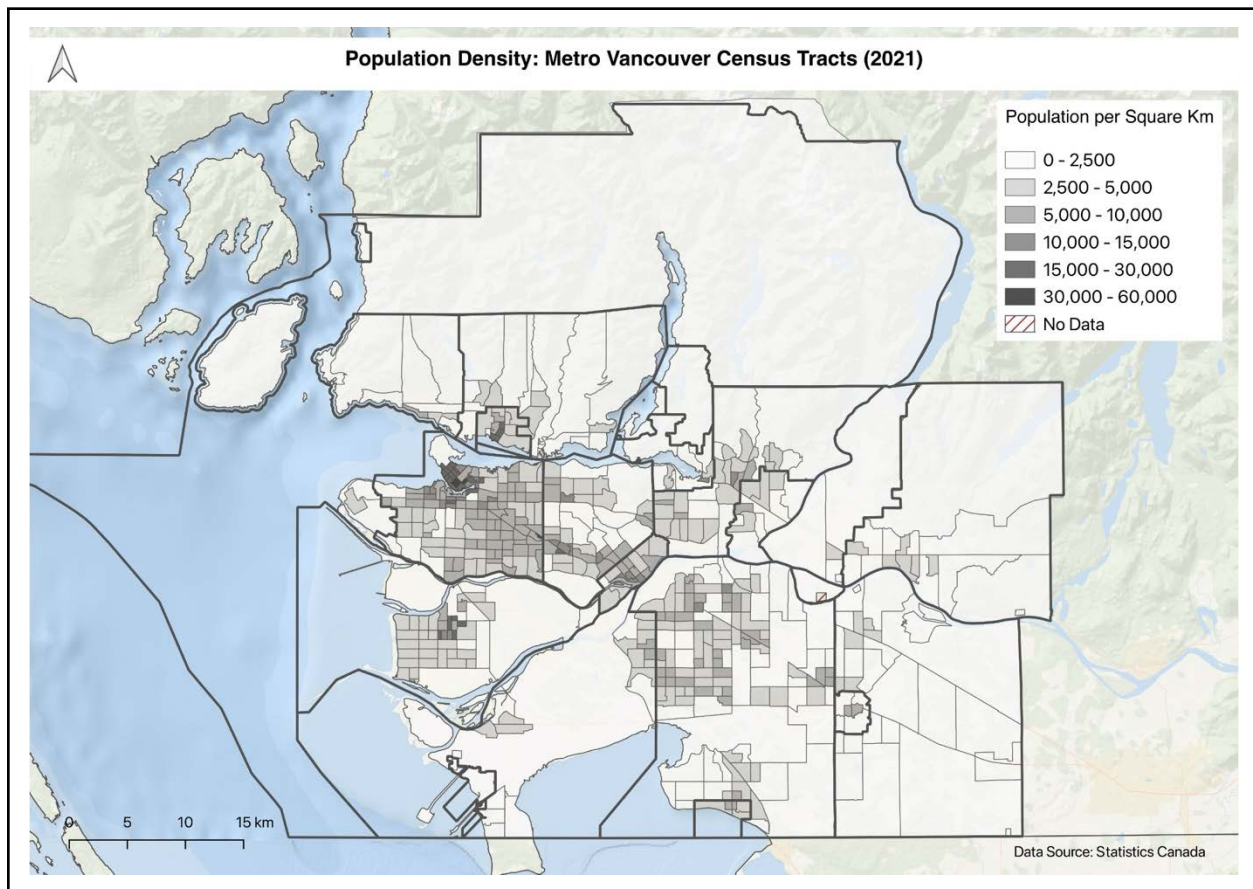 Population Density: Metro Vancouver Census Tracts (2021)
Population per Square Km
0 - 2,500
2,500 - 5,000
5,000 - 10,000
10,000 - 15,000
15,000 - 30,000
30,000 - 60,000
No Data
0 5 10 15 km
Data Source: Statistics Canada